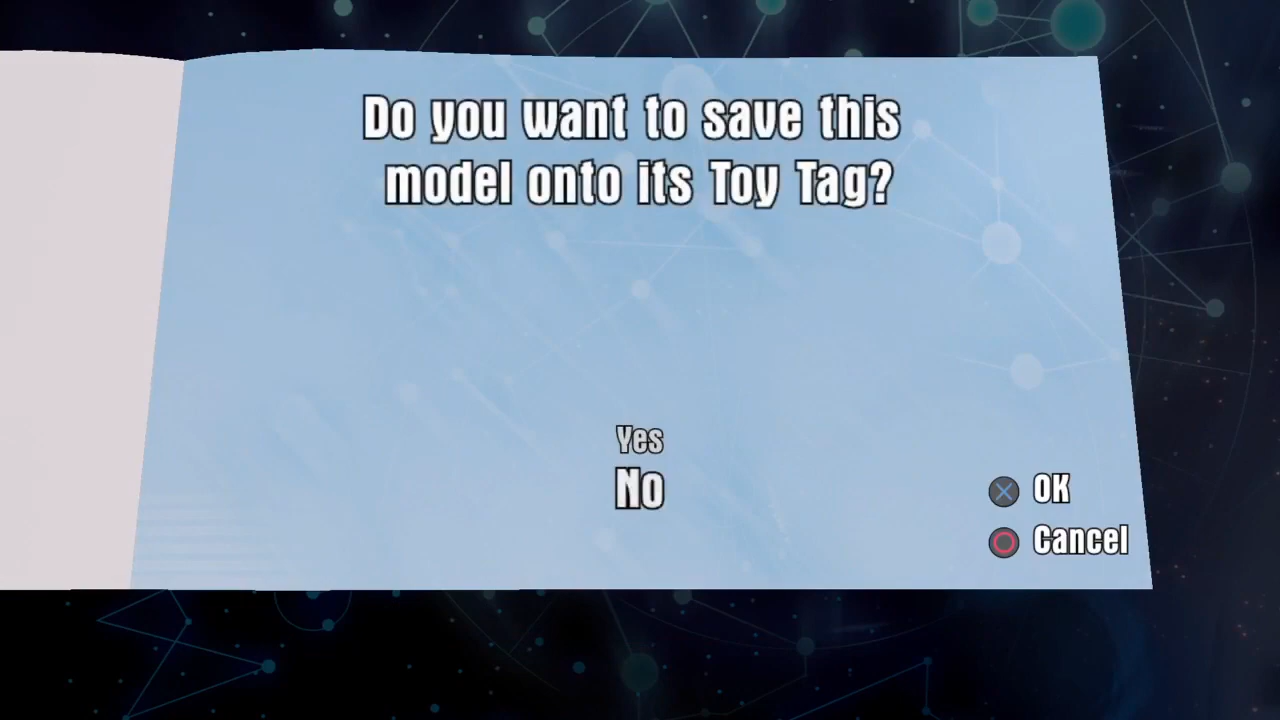 Do you want to save this
model onto its Toy Tag?
Yes
No
OK
Cancel